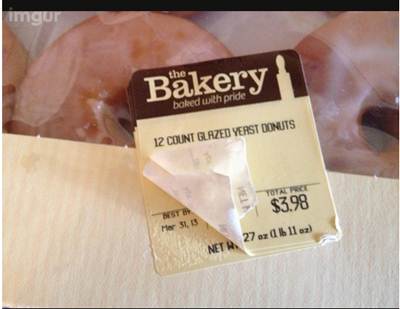 imgur
the
Bakery
baked with pride
12 COUNT GLAZED YEAST DONUTS
TOTAL PRICE
$3.98
BEST BY
Mar 31, 13
NET WT 27 oz (1 lb 11 oz)